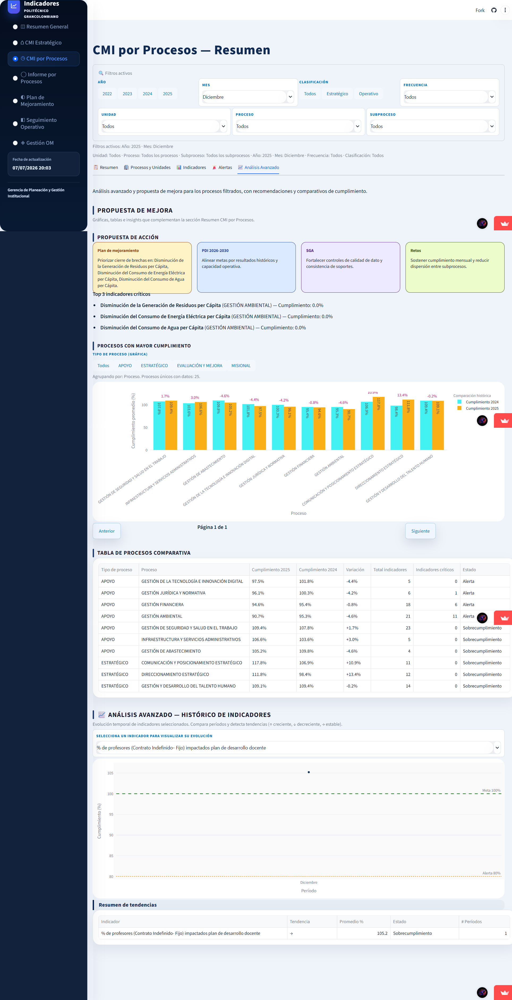 Indicadores
POLITÉCNICO
GRANCOLOMBIANO
Resumen General
CMI Estratégico
CMI por Procesos
Informe por
Procesos
Plan de
Mejoramiento
Seguimiento
Operativo
Gestión OM
Fecha de actualización
07/07/2026 20:03
Gerencia de Planeación y Gestión
Institucional
Fork
CMI por Procesos — Resumen
Filtros activos
AÑO
2022 2023 2024 2025
MES
Diciembre
CLASIFICACIÓN
Todos Estratégico Operativo
FRECUENCIA
Todos
UNIDAD
Todos
PROCESO
Todos
SUBPROCESO
Todos
Filtros activos: Año: 2025 · Mes: Diciembre
Unidad: Todos · Proceso: Todos los procesos · Subproceso: Todos los subprocesos · Año: 2025 · Mes: Diciembre · Frecuencia: Todos · Clasificación: Todos
Resumen Procesos y Unidades Indicadores Alertas Análisis Avanzado
Análisis avanzado y propuesta de mejora para los procesos filtrados, con recomendaciones y comparativos de cumplimiento.
PROPUESTA DE MEJORA
Gráficas, tablas e insights que complementan la sección Resumen CMI por Procesos.
PROPUESTA DE ACCIÓN
Plan de mejoramiento
Priorizar cierre de brechas en: Disminución de
la Generación de Residuos per Cápita,
Disminución del Consumo de Energía Eléctrica
per Cápita, Disminución del Consumo de Agua
per Cápita.
PDI 2026-2030
Alinear metas por resultados históricos y
capacidad operativa.
SGA
Fortalecer controles de calidad de dato y
consistencia de soportes.
Retos
Sostener cumplimiento mensual y reducir
dispersión entre subprocesos.
Top 3 indicadores críticos
• Disminución de la Generación de Residuos per Cápita (GESTIÓN AMBIENTAL) — Cumplimiento: 0.0%
• Disminución del Consumo de Energía Eléctrica per Cápita (GESTIÓN AMBIENTAL) — Cumplimiento: 0.0%
• Disminución del Consumo de Agua per Cápita (GESTIÓN AMBIENTAL) — Cumplimiento: 0.0%
PROCESOS CON MAYOR CUMPLIMIENTO
TIPO DE PROCESO (GRÁFICA)
Todos APOYO ESTRATÉGICO EVALUACIÓN Y MEJORA MISIONAL
Agrupando por: Proceso. Procesos únicos con datos: 25.
Cumplimiento promedio (%)
100
50
0
1.7% 3.0% -4.6% -4.4% -4.2% -0.8% -4.6% 10.9% 13.4% -0.2%
107.8% 109.4% 103.6% 106.6% 109.8% 105.2% 101.8% 97.5% 100.3% 96.1% 95.4% 94.6% 95.3% 90.7% 106.9% 117.8% 98.4% 111.8% 109.4% 109.1%
Comparación histórica
Cumplimiento 2024
Cumplimiento 2025
GESTIÓN DE SEGURIDAD Y SALUD EN EL TRABAJO
INFRAESTRUCTURA Y SERVICIOS ADMINISTRATIVOS
GESTIÓN DE ABASTECIMIENTO
GESTIÓN DE LA TECNOLOGÍA E INNOVACIÓN DIGITAL
GESTIÓN JURÍDICA Y NORMATIVA
GESTIÓN FINANCIERA
GESTIÓN AMBIENTAL
COMUNICACIÓN Y POSICIONAMIENTO ESTRATÉGICO
DIRECCIONAMIENTO ESTRATÉGICO
GESTIÓN Y DESARROLLO DEL TALENTO HUMANO
Proceso
Anterior Página 1 de 1 Siguiente
TABLA DE PROCESOS COMPARATIVA
Tipo de proceso Proceso Cumplimiento 2025 Cumplimiento 2024 Variación Total indicadores Indicadores críticos Estado
APOYO GESTIÓN DE LA TECNOLOGÍA E INNOVACIÓN DIGITAL 97.5% 101.8% -4.4% 5 0 Alerta
APOYO GESTIÓN JURÍDICA Y NORMATIVA 96.1% 100.3% -4.2% 6 1 Alerta
APOYO GESTIÓN FINANCIERA 94.6% 95.4% -0.8% 18 6 Alerta
APOYO GESTIÓN AMBIENTAL 90.7% 95.3% -4.6% 21 11 Alerta
APOYO GESTIÓN DE SEGURIDAD Y SALUD EN EL TRABAJO 109.4% 107.8% +1.7% 23 0 Sobrecumplimiento
APOYO INFRAESTRUCTURA Y SERVICIOS ADMINISTRATIVOS 106.6% 103.6% +3.0% 5 0 Sobrecumplimiento
APOYO GESTIÓN DE ABASTECIMIENTO 105.2% 109.8% -4.6% 4 0 Sobrecumplimiento
ESTRATÉGICO COMUNICACIÓN Y POSICIONAMIENTO ESTRATÉGICO 117.8% 106.9% +10.9% 11 0 Sobrecumplimiento
ESTRATÉGICO DIRECCIONAMIENTO ESTRATÉGICO 111.8% 98.4% +13.4% 12 0 Sobrecumplimiento
ESTRATÉGICO GESTIÓN Y DESARROLLO DEL TALENTO HUMANO 109.1% 109.4% -0.2% 14 0 Sobrecumplimiento
ANÁLISIS AVANZADO — HISTÓRICO DE INDICADORES
Evolución temporal de indicadores seleccionados. Compara períodos y detecta tendencias (↑ creciente, ↓ decreciente, → estable).
SELECCIONA UN INDICADOR PARA VISUALIZAR SU EVOLUCIÓN
% de profesores (Contrato Indefinido- Fijo) impactados plan de desarrollo docente
Cumplimiento (%)
105
100
95
90
85
80
Meta 100%
Alerta 80%
Diciembre
Período
Resumen de tendencias
Indicador Tendencia Promedio % Estado # Períodos
% de profesores (Contrato Indefinido- Fijo) impactados plan de desarrollo docente → 105.2 Sobrecumplimiento 1